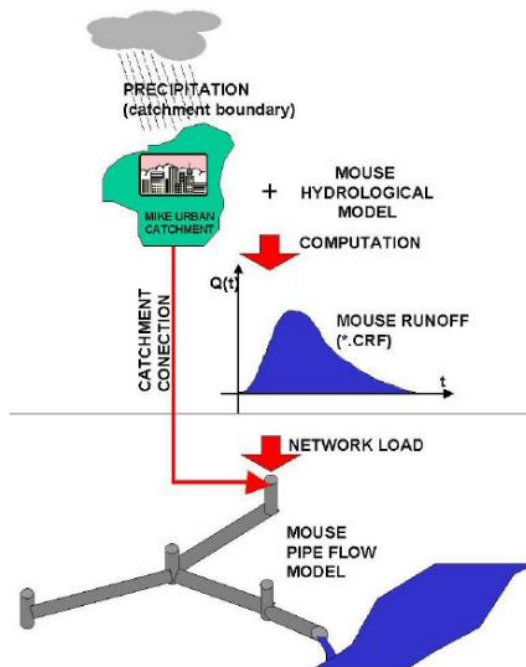 PRECIPITATION
(catchment boundary)
MIKE URBAN
CATCHMENT
+
MOUSE
HYDROLOGICAL
MODEL
COMPUTATION
Q(t)
MOUSE RUNOFF
(*.CRF)
t
CATCHMENT
CONECTION
NETWORK LOAD
MOUSE
PIPE FLOW
MODEL